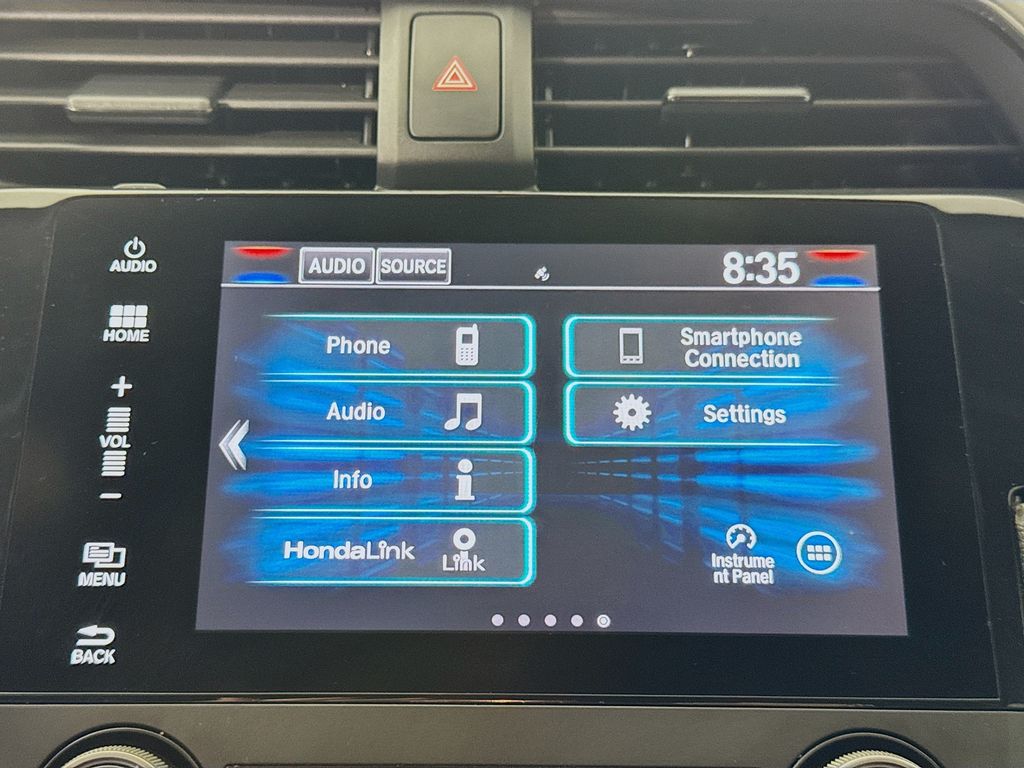 AUDIO
HOME
+
VOL
-
MENU
BACK
AUDIO SOURCE 8:35
Phone
Audio
Info
HondaLink
Link
Smartphone
Connection
Settings
Instrume
nt Panel